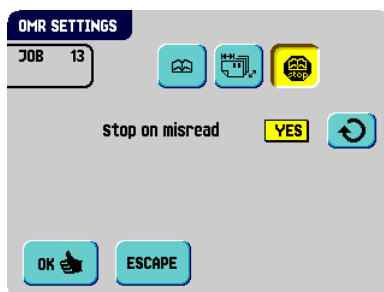 OMR SETTINGS
JOB 13
stop
Stop on misread YES
OK ESCAPE